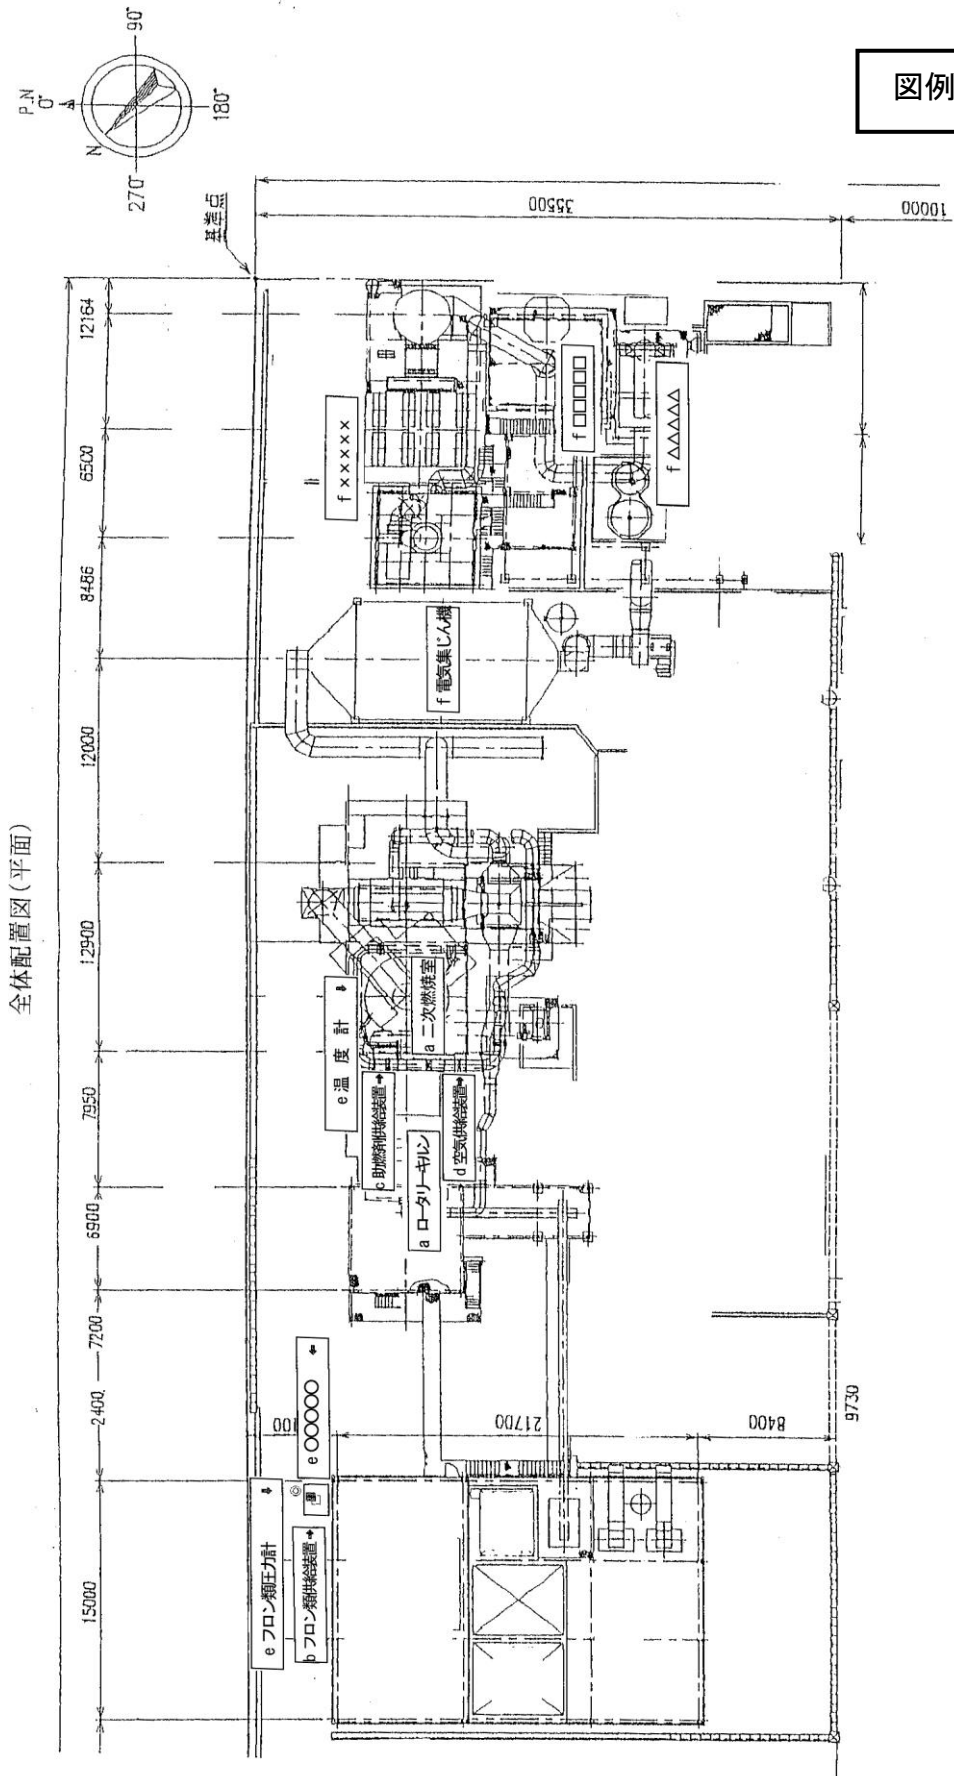 図例
P.N
0°
90°
180°
270°
N
基準点
全体配置図(平面)
15000
2400
7200
6900
7950
12900
12000
8486
6500
12164
35500
10000
21700
8400
9730
e フロン類圧力計
b フロン類供給装置
e ○○○○○
e 温度計
c 助燃剤供給装置
a ロータリーキルン
d 空気供給装置
a 二次燃焼室
f 電気集じん機
f ×××××
f □□□□□
f △△△△△